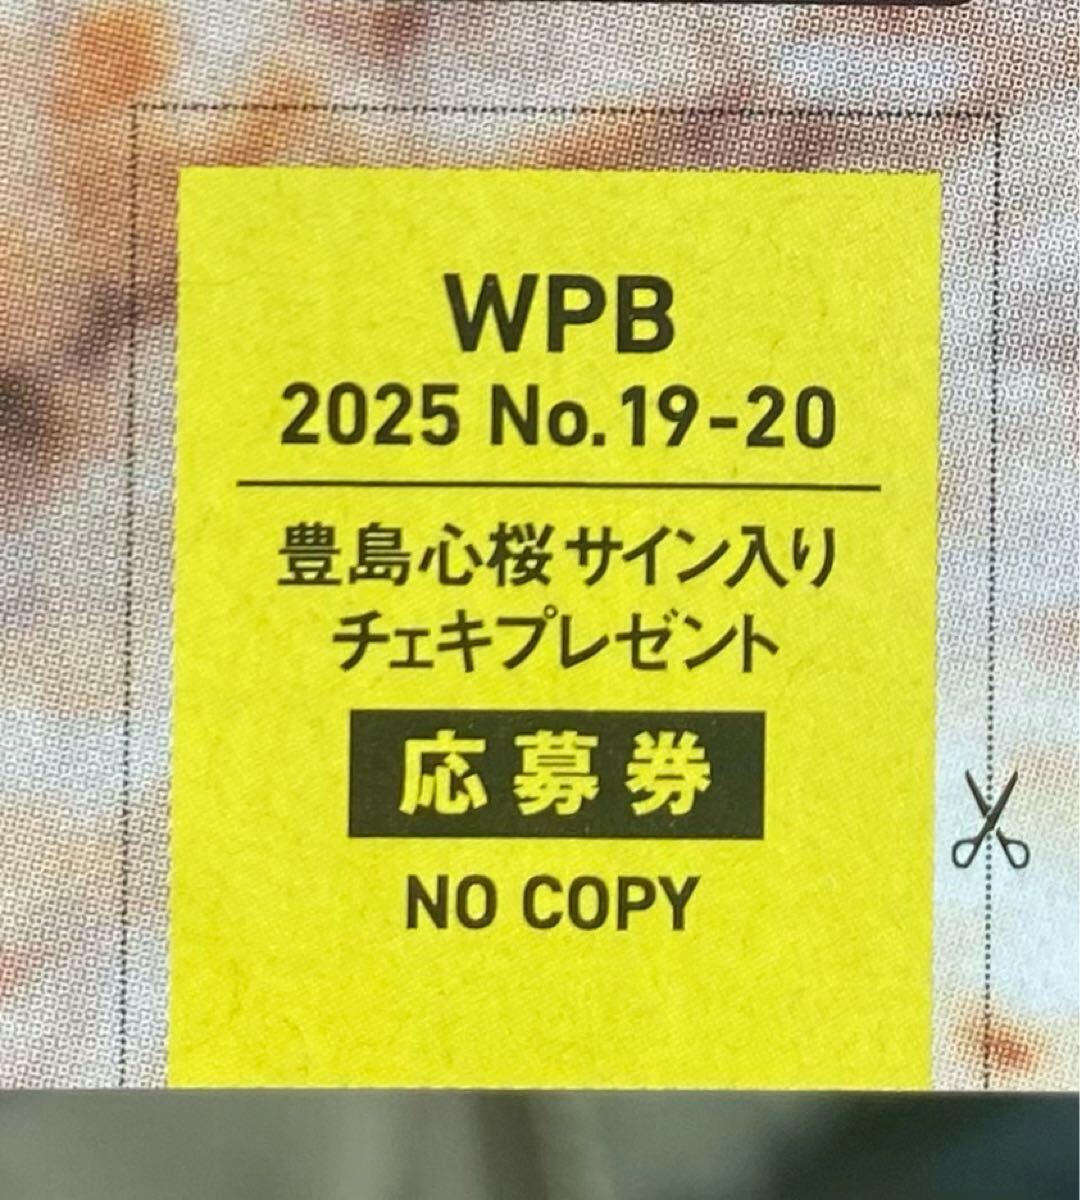 WPB
2025 No.19-20
豊島心桜サイン入り
チェキプレゼント
応募券
NO COPY